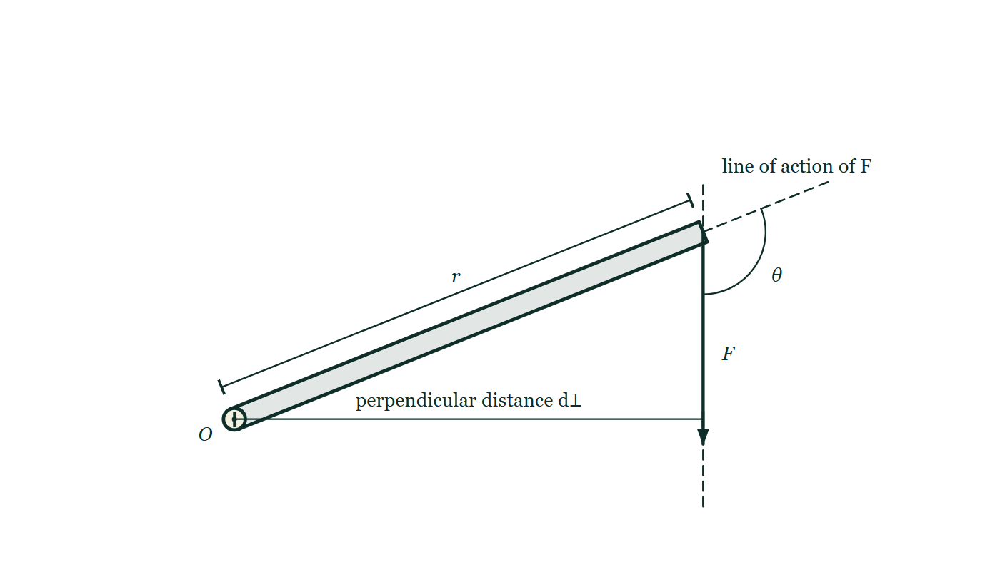 line of action of F
r
θ
F
perpendicular distance d⊥
O